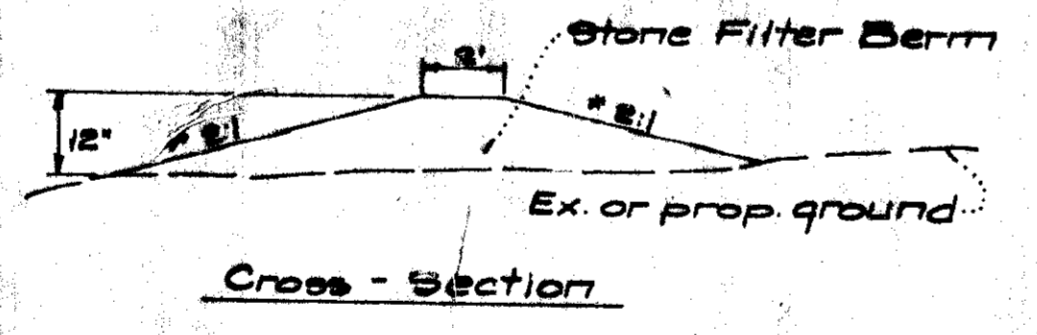 Stone Filter Berm
2'
* 2:1
12"
* 2:1
Ex. or prop. ground
Cross - Section